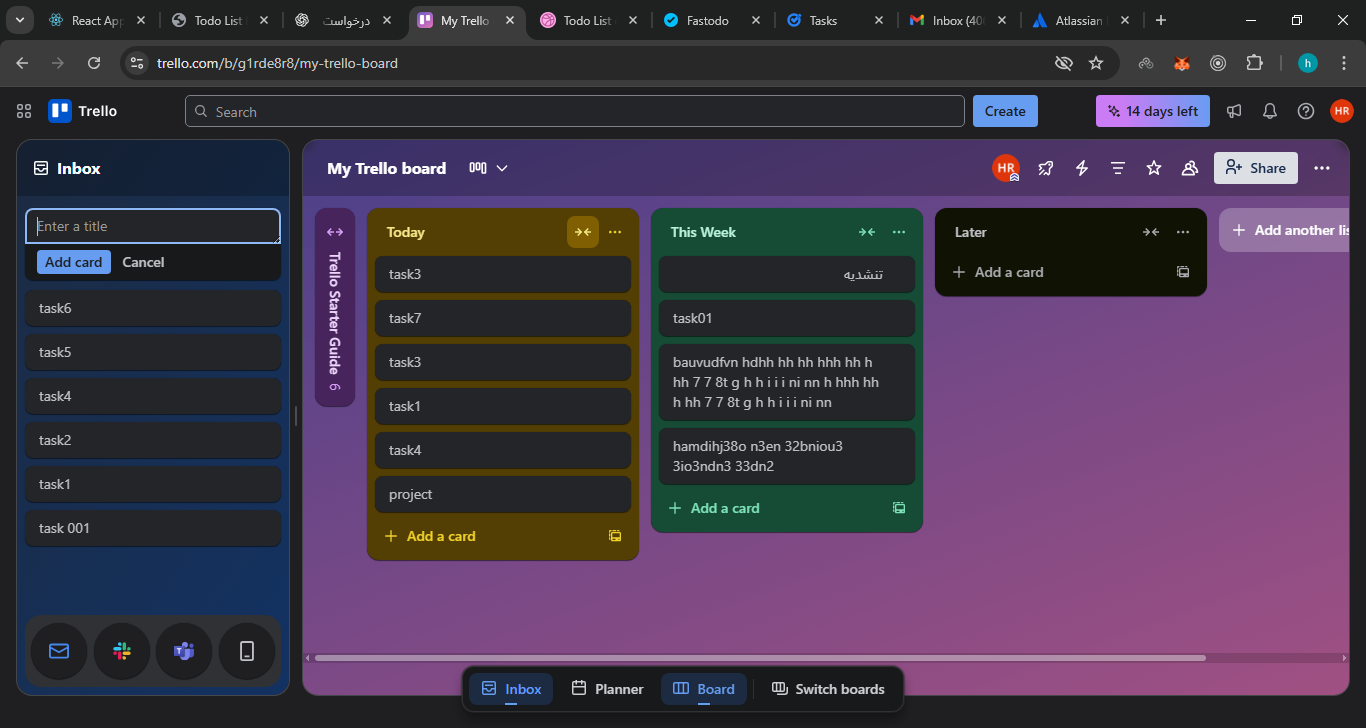 React Ap
Todo List
درخواست
My Trello
Todo List
Fastodo
Tasks
Inbox (40
Atlassian
trello.com/b/g1rde8r8/my-trello-board
h
Trello
Search
Create
14 days left
HR
Inbox
Enter a title
Add card
Cancel
task6
task5
task4
task2
task1
task 001
My Trello board
HR
Share
Trello Starter Guide 6
Today
task3
task7
task3
task1
task4
project
Add a card
This Week
تنشدیه
task01
bauvudfvn hdhh hh hh hhh hh h
hh 7 7 8t g h h i i i ni nn h hhh hh
h hh 7 7 8t g h h i i i ni nn
hamdihj38o n3en 32bniou3
3io3ndn3 33dn2
Add a card
Later
Add a card
Add another lis
Inbox
Planner
Board
Switch boards